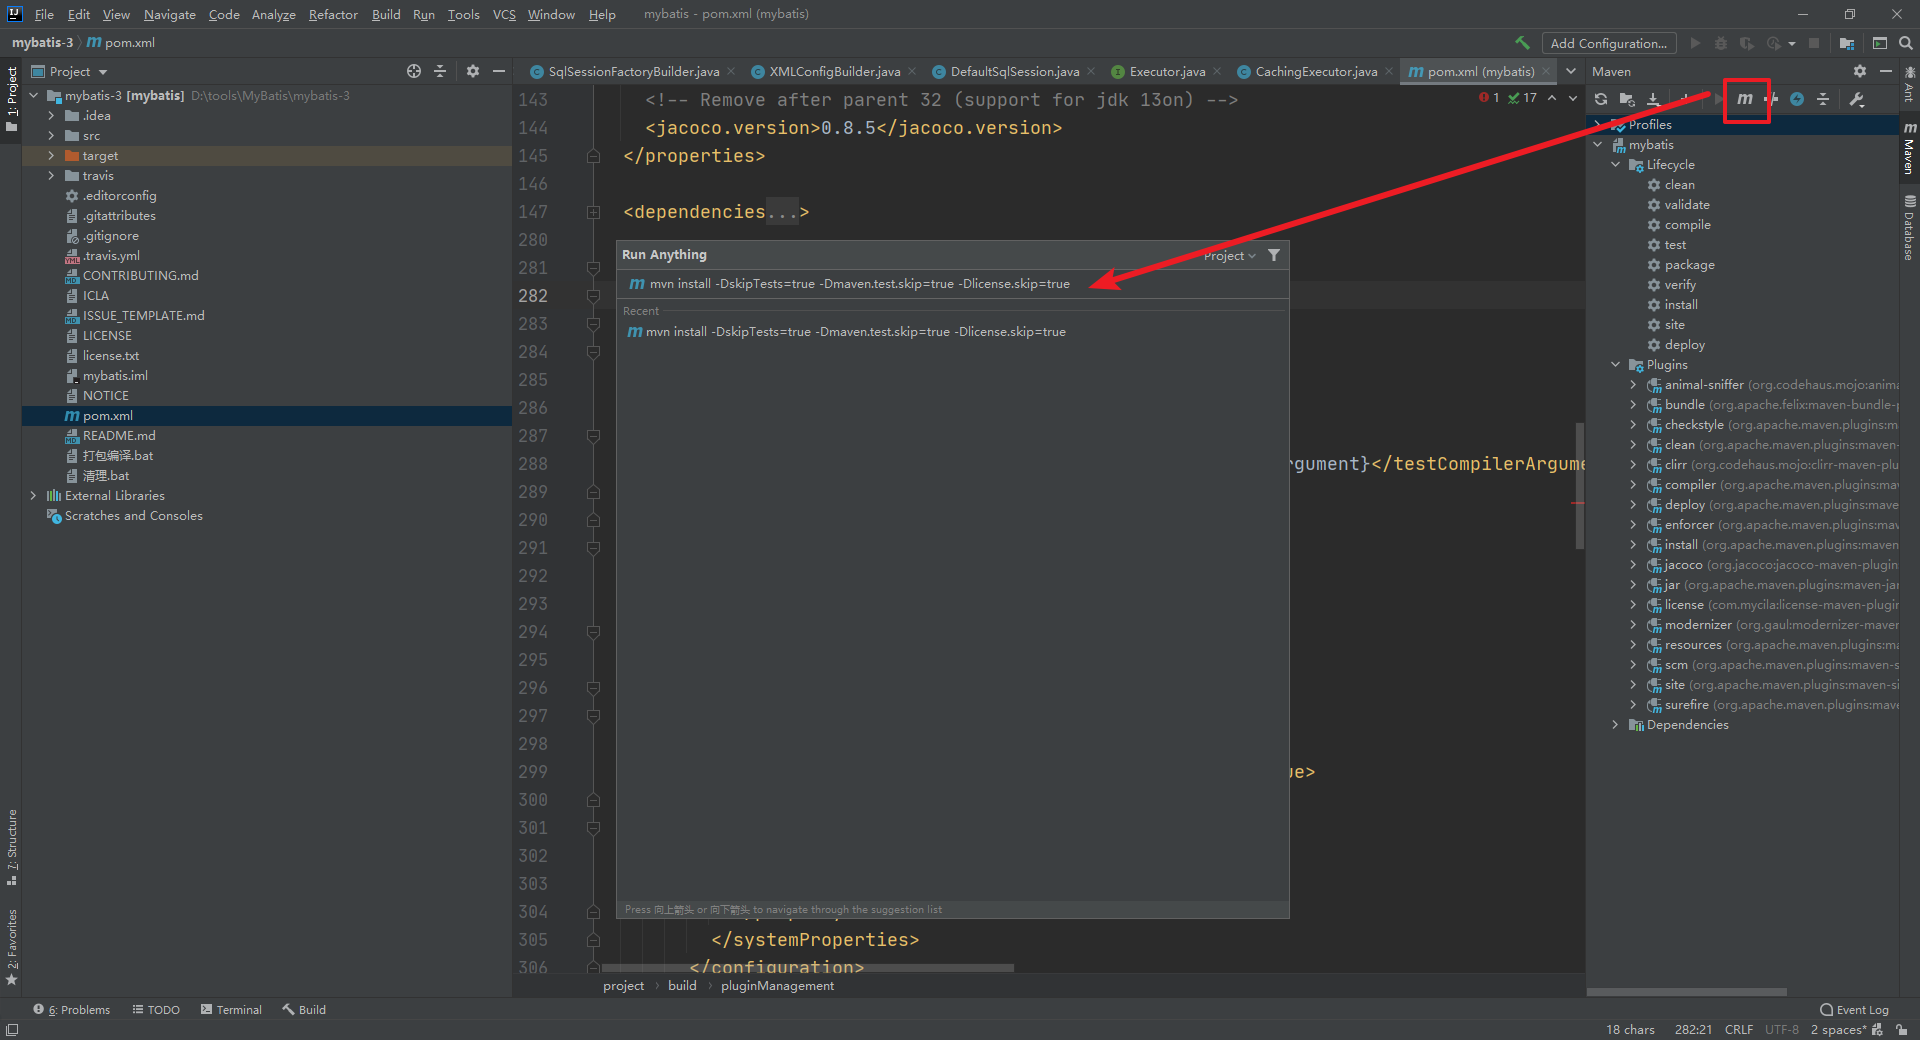 File Edit View Navigate Code Analyze Refactor Build Run Tools VCS Window Help mybatis - pom.xml (mybatis)
mybatis-3 pom.xml
Add Configuration...
1: Project
Project
mybatis-3 [mybatis] D:\tools\MyBatis\mybatis-3
.idea
src
target
travis
.editorconfig
.gitattributes
.gitignore
.travis.yml
CONTRIBUTING.md
ICLA
ISSUE_TEMPLATE.md
LICENSE
license.txt
mybatis.iml
NOTICE
pom.xml
README.md
打包编译.bat
清理.bat
External Libraries
Scratches and Consoles
7: Structure
2: Favorites
SqlSessionFactoryBuilder.java XMLConfigBuilder.java DefaultSqlSession.java Executor.java CachingExecutor.java pom.xml (mybatis)
1 17
143 <!-- Remove after parent 32 (support for jdk 13on) -->
144 <jacoco.version>0.8.5</jacoco.version>
145 </properties>
146
147 <dependencies...>
280
281
282
283
284
285
286
287
288 rgument}</testCompilerArgume
289
290
291
292
293
294
295
296
297
298
299 ue>
300
301
302
303
304
305 </systemProperties>
306 </configuration>
Run Anything
Project
mvn install -DskipTests=true -Dmaven.test.skip=true -Dlicense.skip=true
Recent
mvn install -DskipTests=true -Dmaven.test.skip=true -Dlicense.skip=true
Press 向上箭头 or 向下箭头 to navigate through the suggestion list
project build pluginManagement
Maven
Profiles
mybatis
Lifecycle
clean
validate
compile
test
package
verify
install
site
deploy
Plugins
animal-sniffer (org.codehaus.mojo:anima
bundle (org.apache.felix:maven-bundle-p
checkstyle (org.apache.maven.plugins:m
clean (org.apache.maven.plugins:maven-
clirr (org.codehaus.mojo:clirr-maven-plu
compiler (org.apache.maven.plugins:mav
deploy (org.apache.maven.plugins:mave
enforcer (org.apache.maven.plugins:mav
install (org.apache.maven.plugins:maven
jacoco (org.jacoco:jacoco-maven-plugin
jar (org.apache.maven.plugins:maven-jar
license (com.mycila:license-maven-plugin
modernizer (org.gaul:modernizer-maver
resources (org.apache.maven.plugins:ma
scm (org.apache.maven.plugins:maven-s
site (org.apache.maven.plugins:maven-si
surefire (org.apache.maven.plugins:mave
Dependencies
Ant
Maven
Database
6: Problems TODO Terminal Build Event Log
18 chars 282:21 CRLF UTF-8 2 spaces*